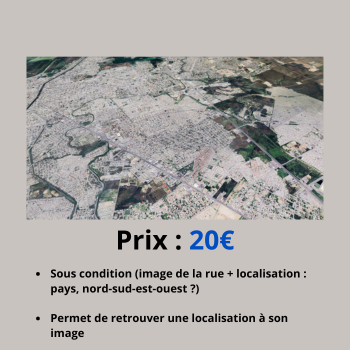 Prix : 20€
Sous condition (image de la rue + localisation :
pays, nord-sud-est-ouest ?)
Permet de retrouver une localisation à son
image